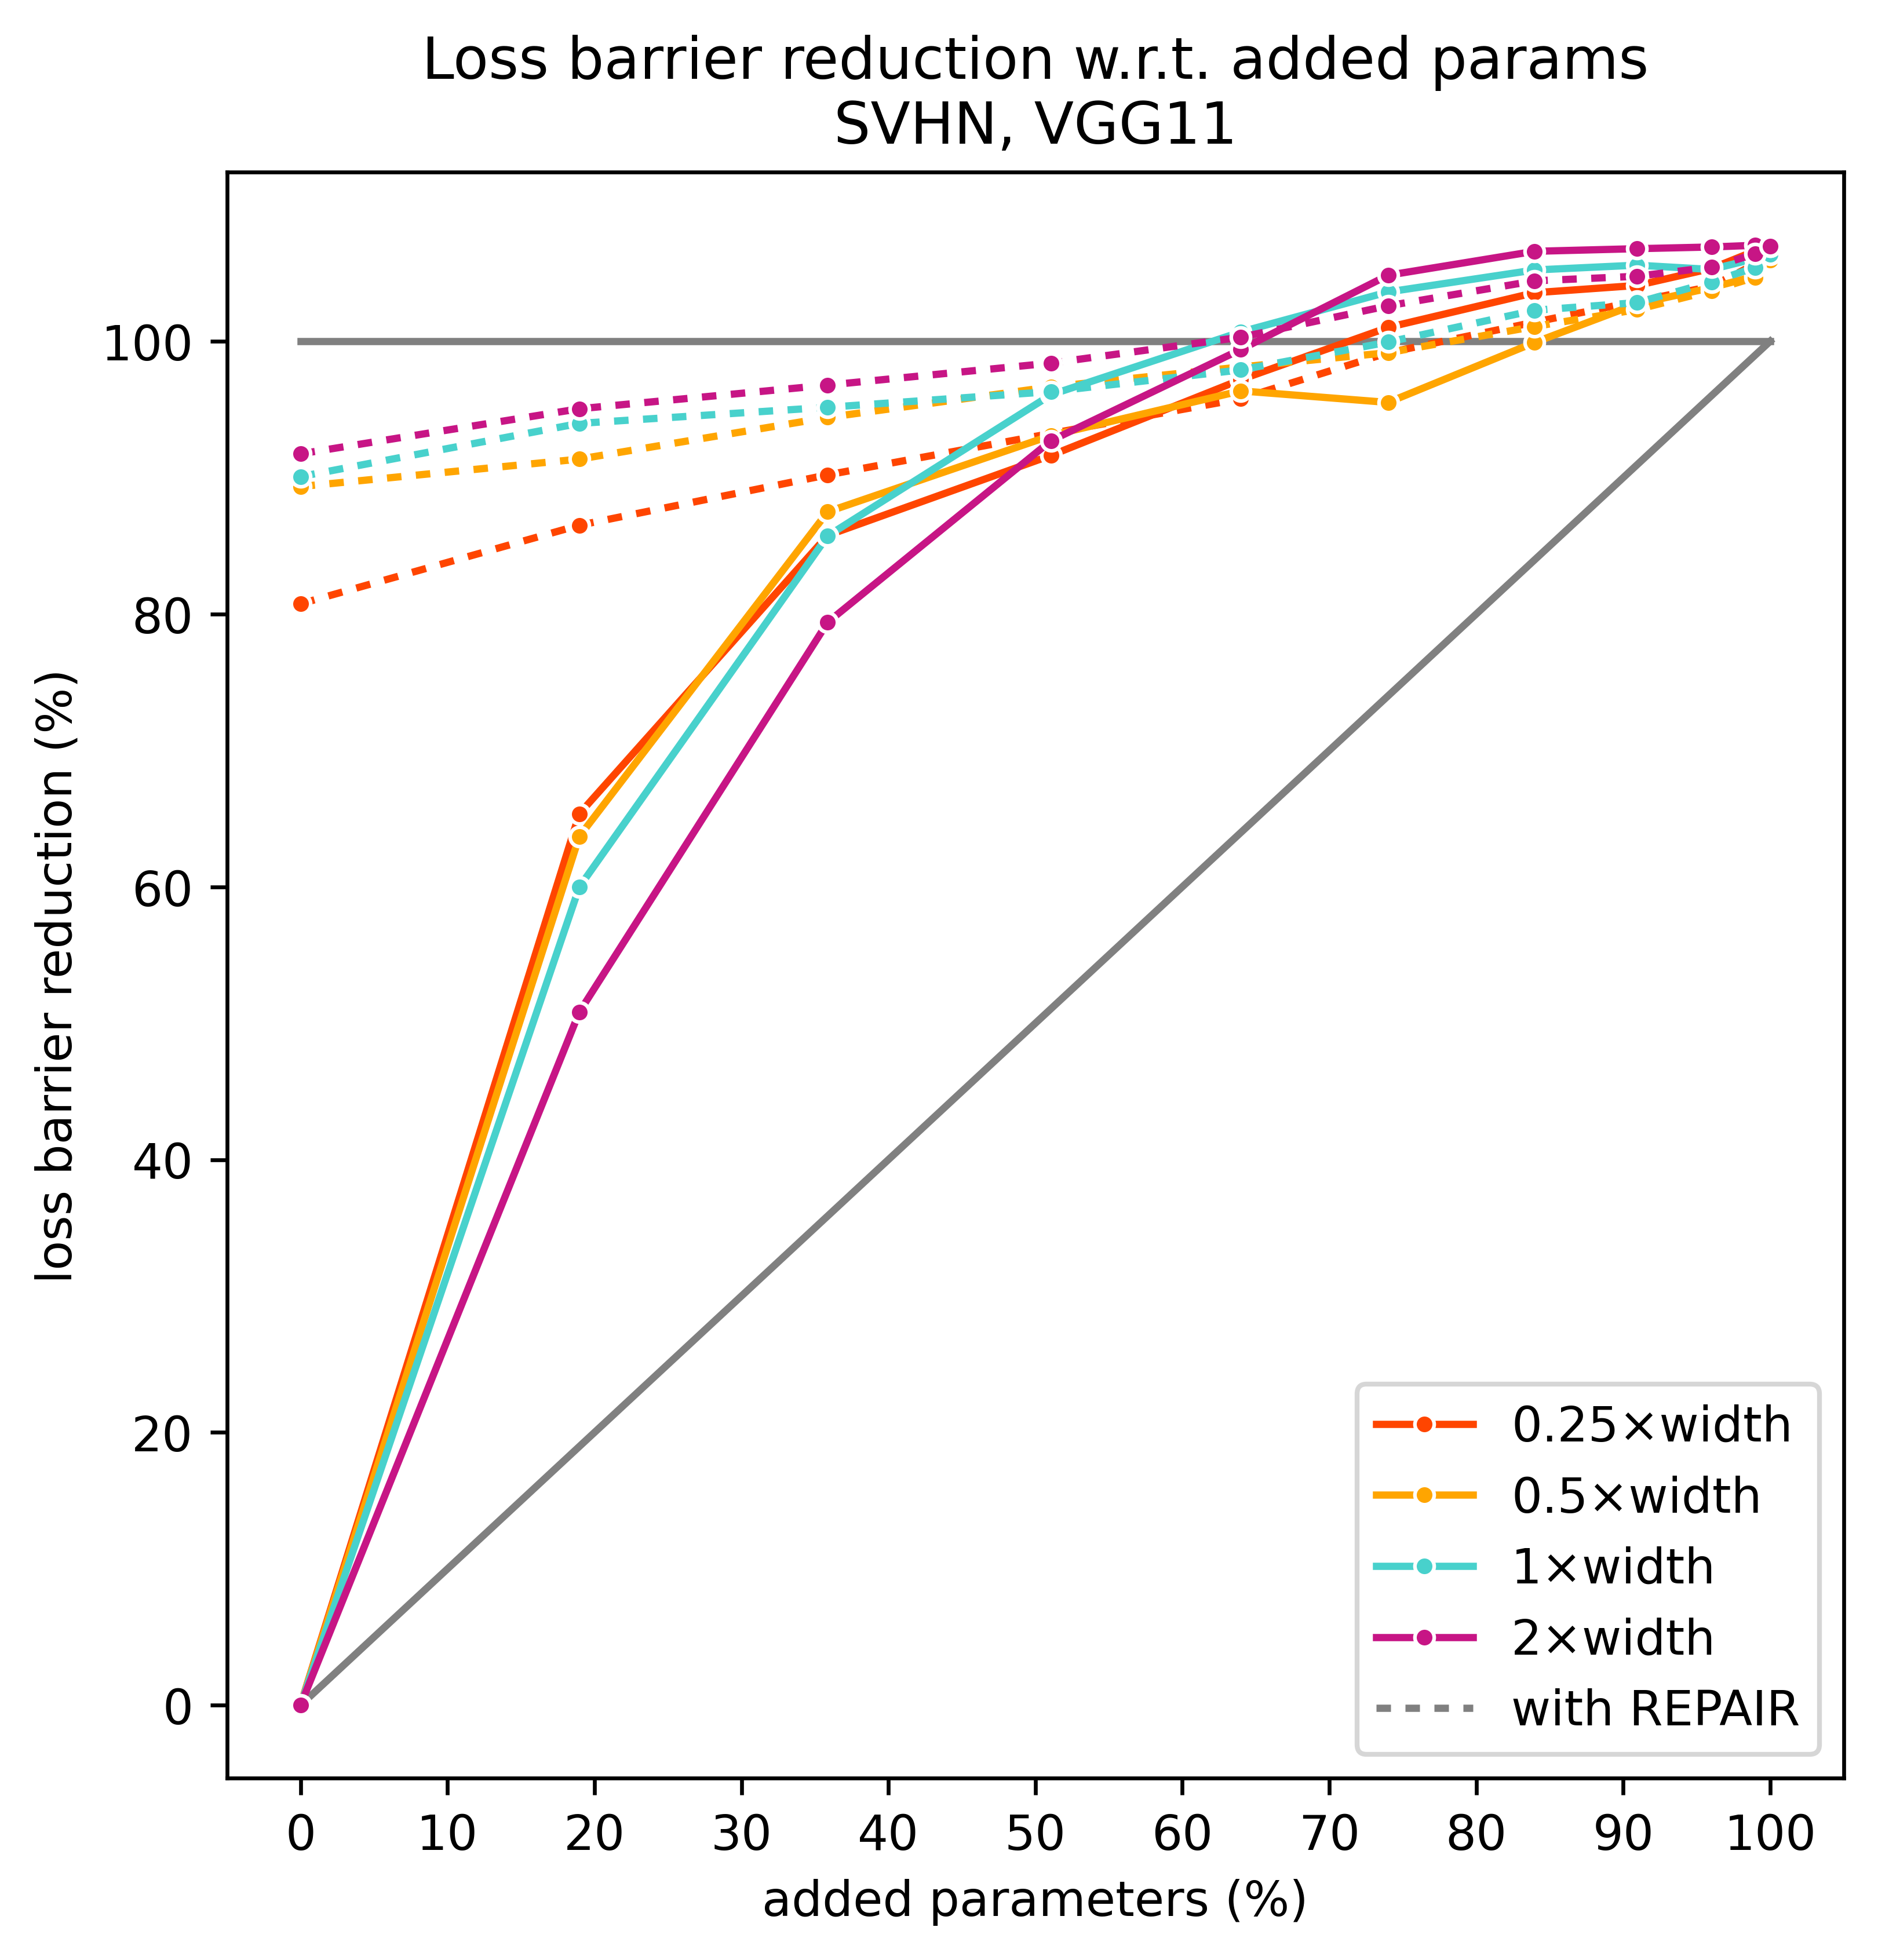 Loss barrier reduction w.r.t. added params
SVHN, VGG11
loss barrier reduction (%)
100
80
60
40
20
0
0.25×width
0.5×width
1×width
2×width
with REPAIR
0 10 20 30 40 50 60 70 80 90 100
added parameters (%)